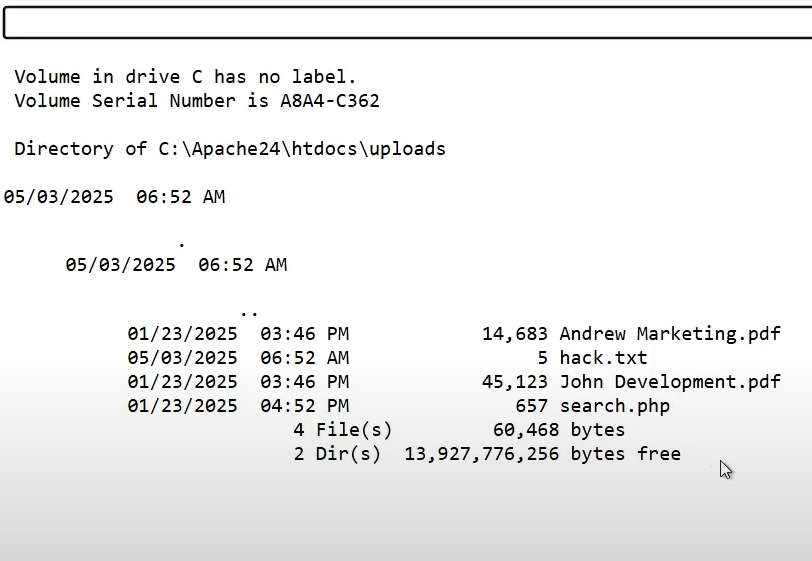 Volume in drive C has no label.
Volume Serial Number is A8A4-C362
Directory of C:\Apache24\htdocs\uploads
05/03/2025  06:52 AM
.
05/03/2025  06:52 AM
..
01/23/2025  03:46 PM            14,683 Andrew Marketing.pdf
05/03/2025  06:52 AM                 5 hack.txt
01/23/2025  03:46 PM            45,123 John Development.pdf
01/23/2025  04:52 PM               657 search.php
4 File(s)         60,468 bytes
2 Dir(s)  13,927,776,256 bytes free